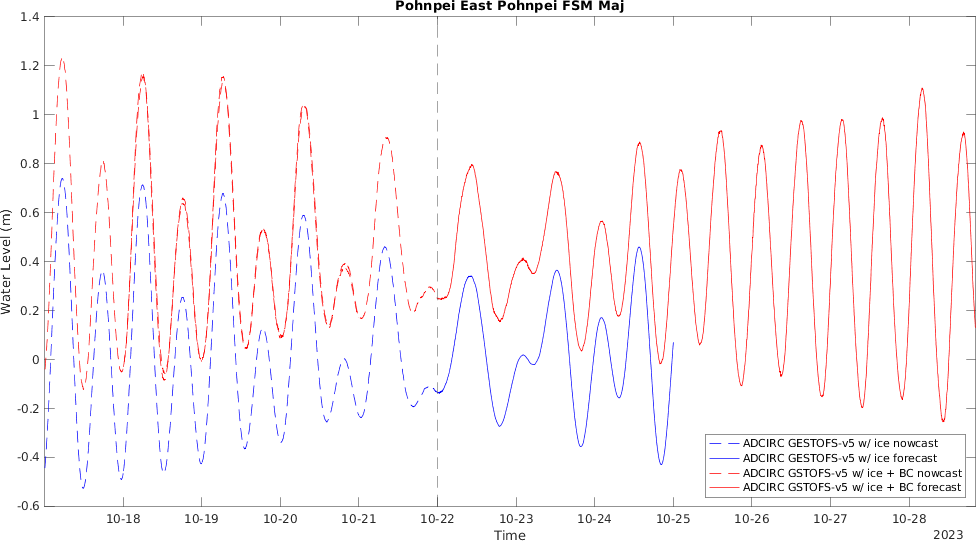 Pohnpei East Pohnpei FSM Maj
1.4
1.2
1
0.8
0.6
0.4
0.2
0
-0.2
-0.4
-0.6
Water Level (m)
ADCIRC GESTOFS-v5 w/ ice nowcast
ADCIRC GESTOFS-v5 w/ ice forecast
ADCIRC GSTOFS-v5 w/ ice + BC nowcast
ADCIRC GSTOFS-v5 w/ ice + BC forecast
10-18 10-19 10-20 10-21 10-22 10-23 10-24 10-25 10-26 10-27 10-28
Time
2023